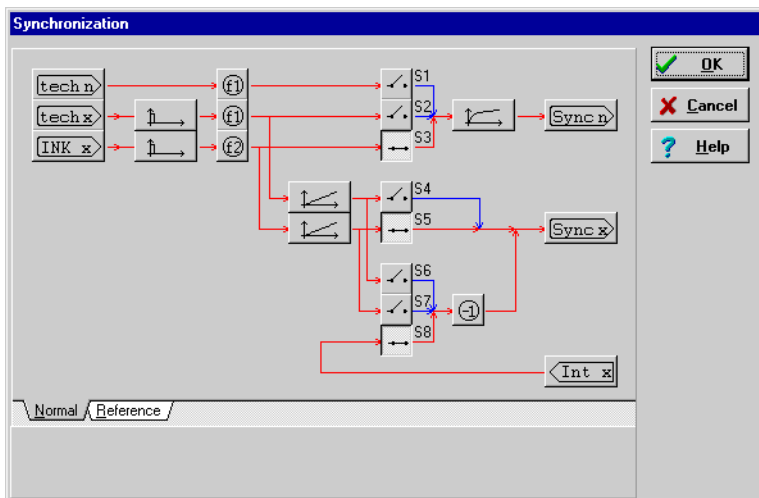 Synchronization
tech n
f1
S1
OK
tech x
f1
S2
Sync n
Cancel
INK x
f2
S3
Help
S4
S5
Sync x
S6
S7
-1
S8
Int x
Normal
Reference